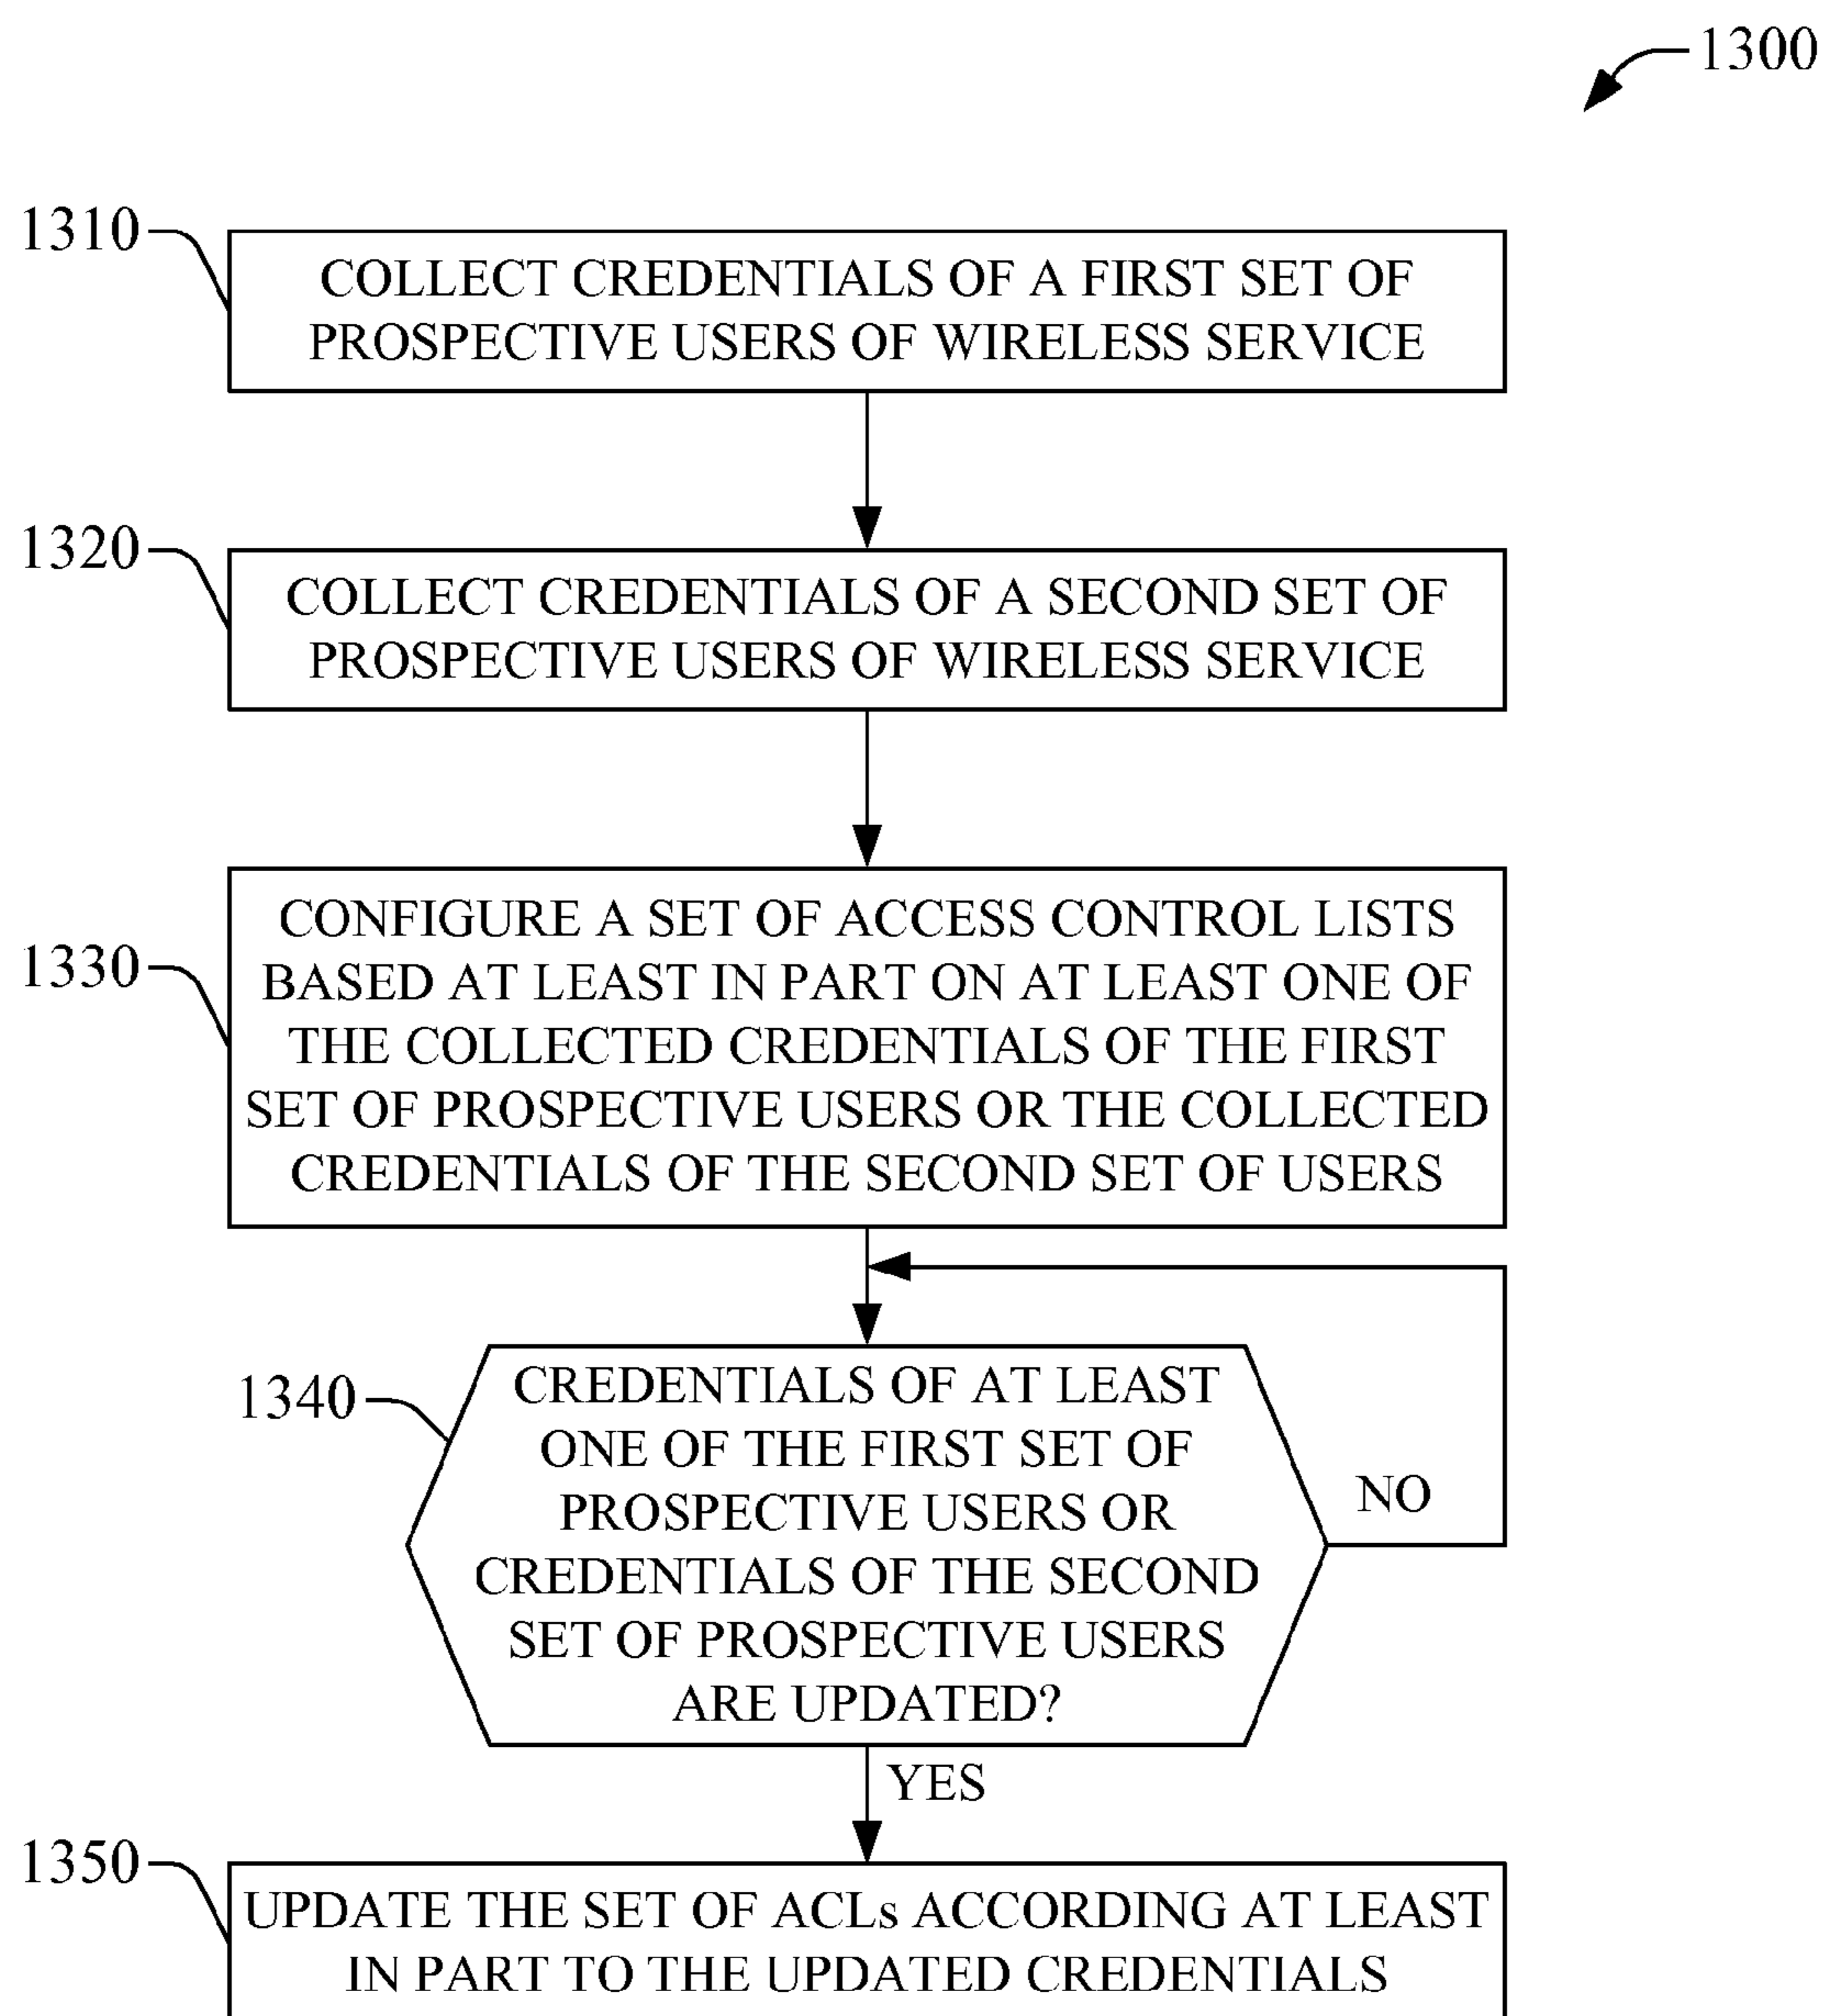 1300
1310
COLLECT CREDENTIALS OF A FIRST SET OF
PROSPECTIVE USERS OF WIRELESS SERVICE
1320
COLLECT CREDENTIALS OF A SECOND SET OF
PROSPECTIVE USERS OF WIRELESS SERVICE
1330
CONFIGURE A SET OF ACCESS CONTROL LISTS
BASED AT LEAST IN PART ON AT LEAST ONE OF
THE COLLECTED CREDENTIALS OF THE FIRST
SET OF PROSPECTIVE USERS OR THE COLLECTED
CREDENTIALS OF THE SECOND SET OF USERS
1340
CREDENTIALS OF AT LEAST
ONE OF THE FIRST SET OF
PROSPECTIVE USERS OR
CREDENTIALS OF THE SECOND
SET OF PROSPECTIVE USERS
ARE UPDATED?
NO
YES
1350
UPDATE THE SET OF ACLs ACCORDING AT LEAST
IN PART TO THE UPDATED CREDENTIALS